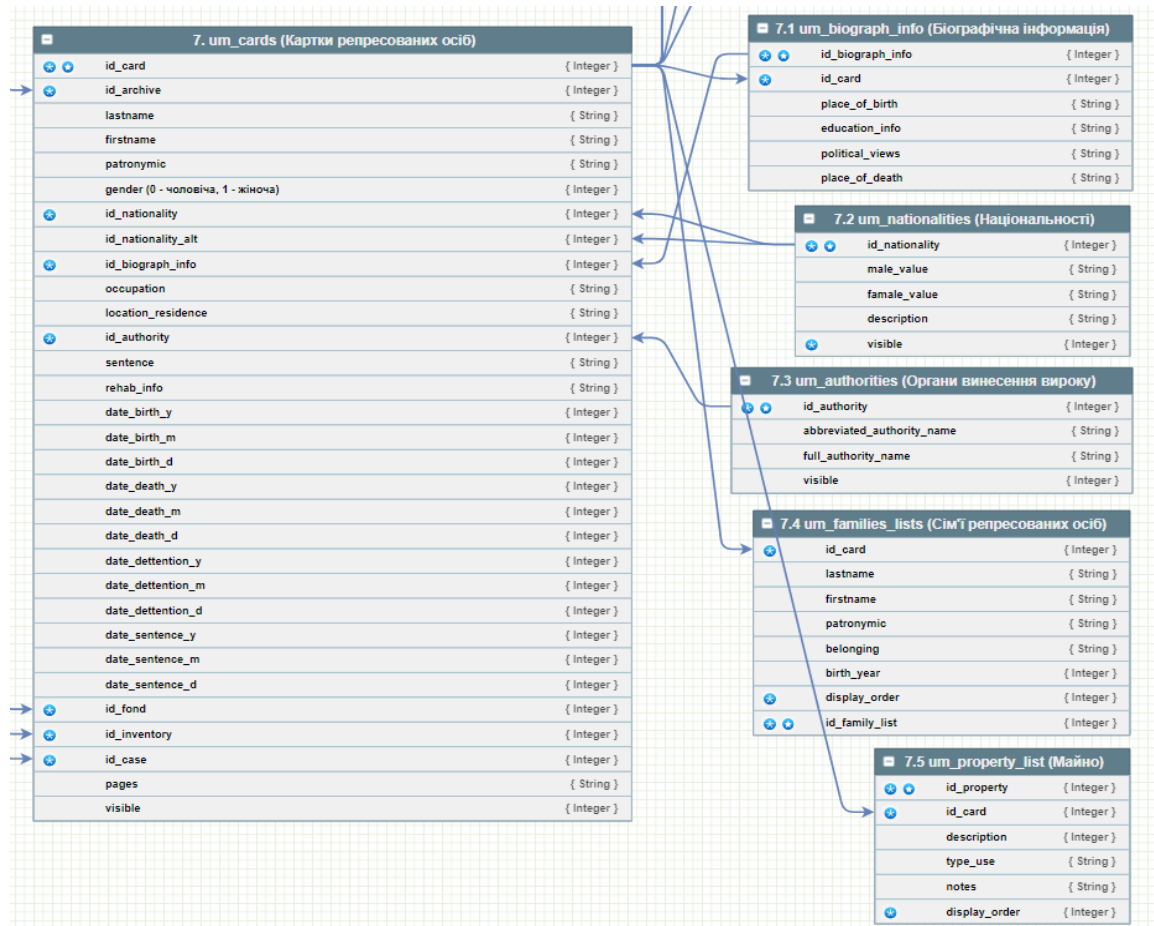 7. um_cards (Картки репресованих осіб)
id_card { Integer }
id_archive { Integer }
lastname { String }
firstname { String }
patronymic { String }
gender (0 - чоловіча, 1 - жіноча) { Integer }
id_nationality { Integer }
id_nationality_alt { Integer }
id_biograph_info { Integer }
occupation { String }
location_residence { String }
id_authority { Integer }
sentence { String }
rehab_info { String }
date_birth_y { Integer }
date_birth_m { Integer }
date_birth_d { Integer }
date_death_y { Integer }
date_death_m { Integer }
date_death_d { Integer }
date_dettention_y { Integer }
date_dettention_m { Integer }
date_dettention_d { Integer }
date_sentence_y { Integer }
date_sentence_m { Integer }
date_sentence_d { Integer }
id_fond { Integer }
id_inventory { Integer }
id_case { Integer }
pages { String }
visible { Integer }
7.1 um_biograph_info (Біографічна інформація)
id_biograph_info { Integer }
id_card { Integer }
place_of_birth { String }
education_info { String }
political_views { String }
place_of_death { String }
7.2 um_nationalities (Національності)
id_nationality { Integer }
male_value { String }
famale_value { String }
description { String }
visible { Integer }
7.3 um_authorities (Органи винесення вироку)
id_authority { Integer }
abbreviated_authority_name { String }
full_authority_name { String }
visible { Integer }
7.4 um_families_lists (Сім'ї репресованих осіб)
id_card { Integer }
lastname { String }
firstname { String }
patronymic { String }
belonging { String }
birth_year { Integer }
display_order { Integer }
id_family_list { Integer }
7.5 um_property_list (Майно)
id_property { Integer }
id_card { Integer }
description { Integer }
type_use { String }
notes { String }
display_order { Integer }